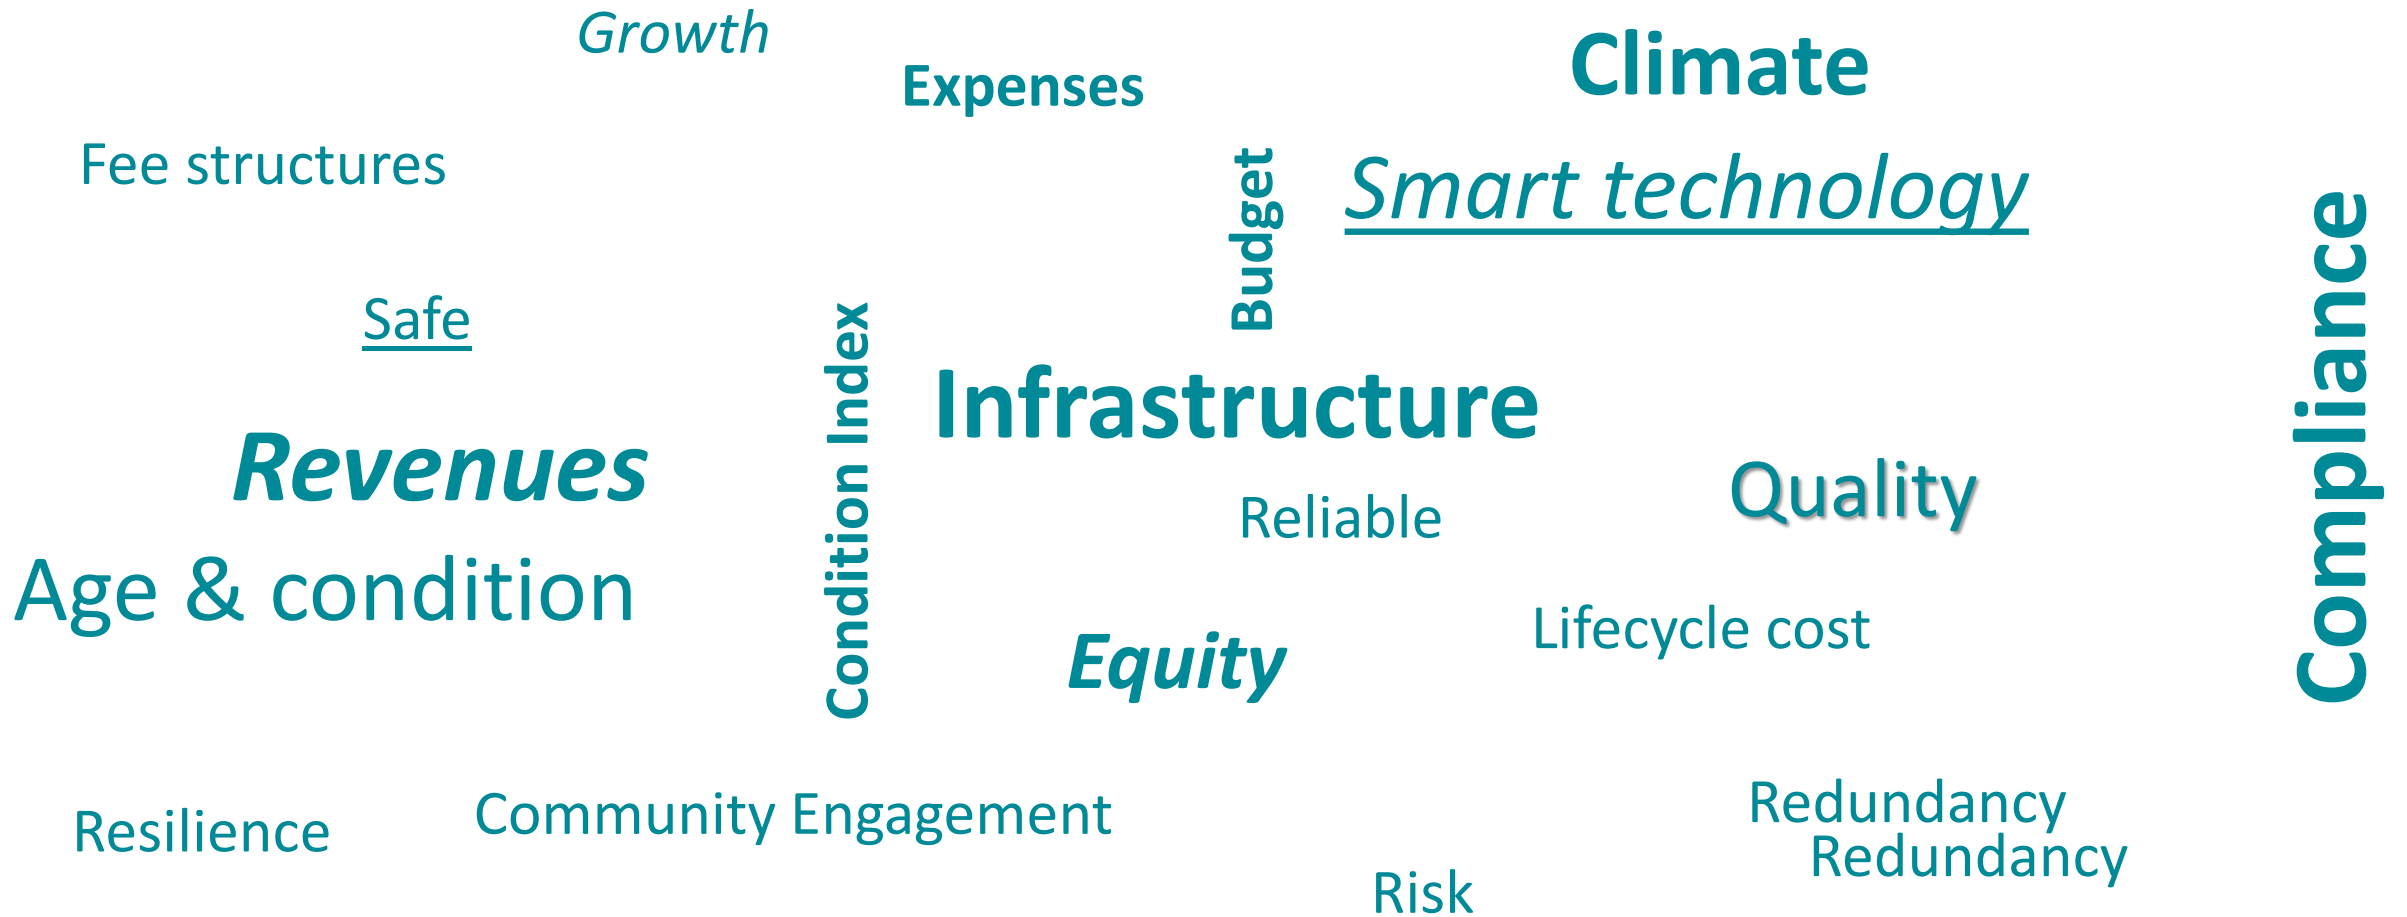 Growth
Expenses
Climate
Fee structures
Budget
Smart technology
Safe
Condition Index
Infrastructure
Compliance
Revenues
Quality
Reliable
Age & condition
Equity
Lifecycle cost
Resilience
Community Engagement
Redundancy
Redundancy
Risk